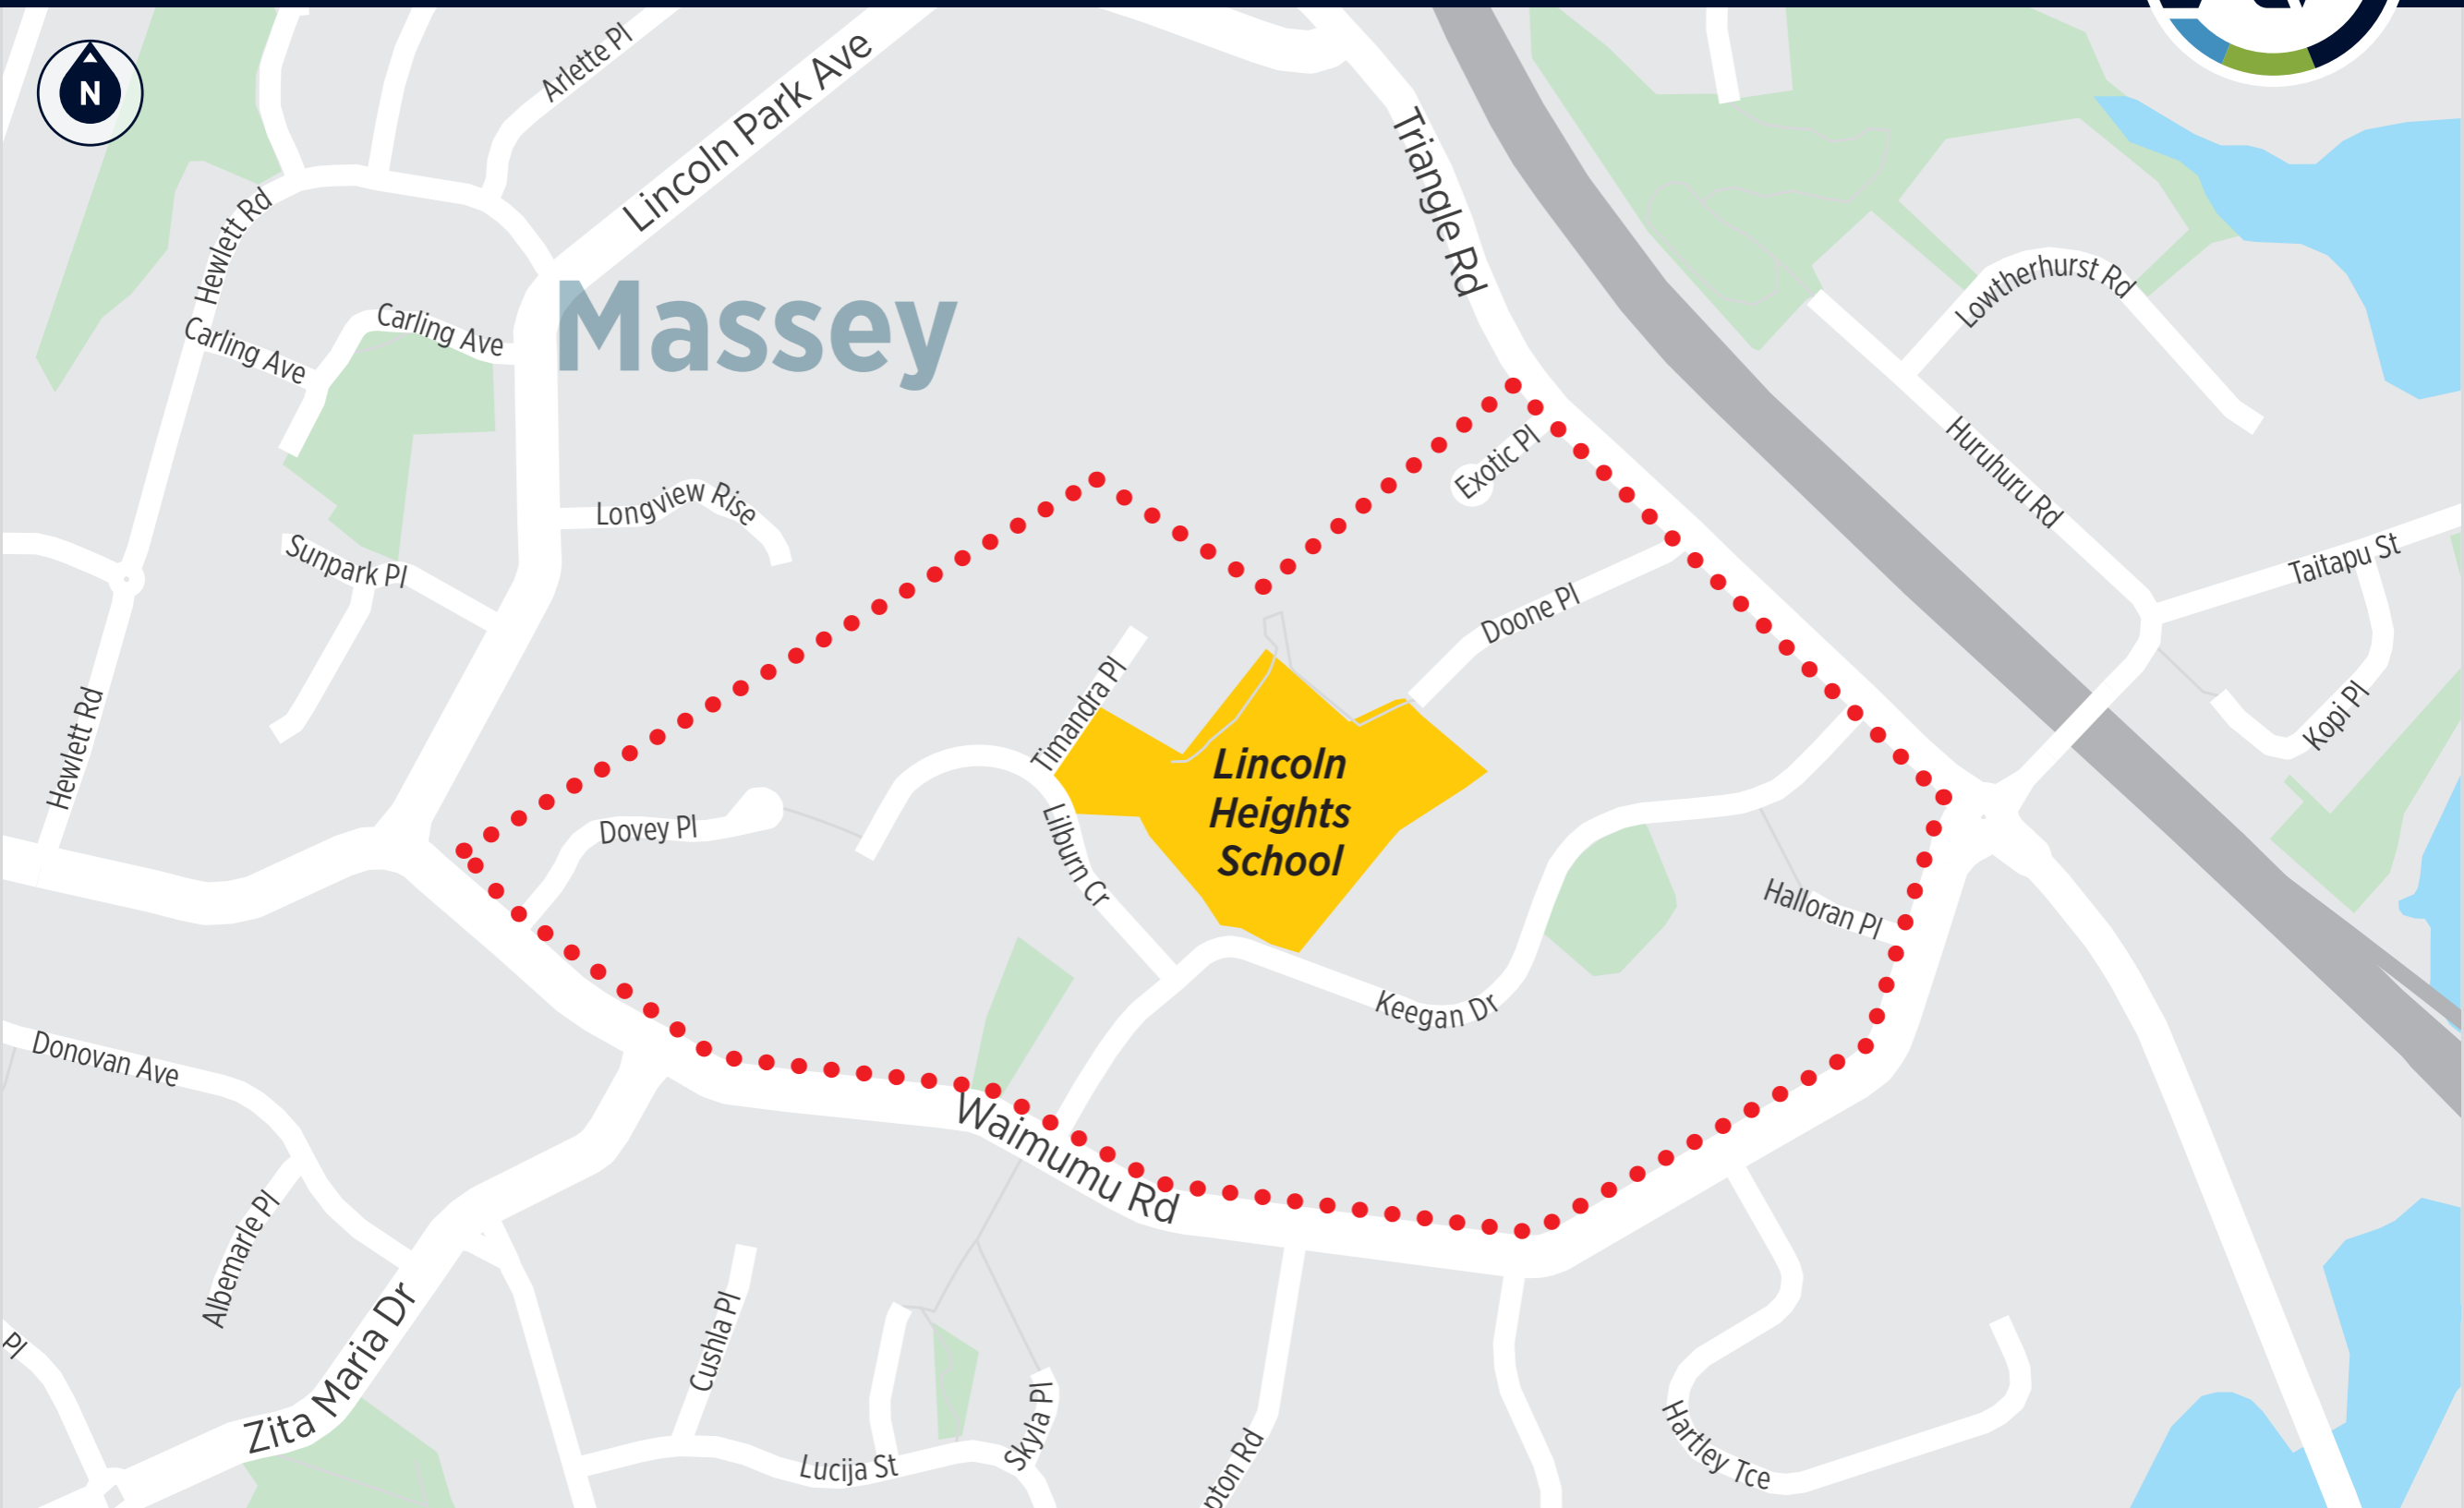 N
Arlette Pl
Lincoln Park Ave
Triangle Rd
Hewlett Rd
Lowtherhurst Rd
Massey
Carling Ave
Carling Ave
Huruhuru Rd
Exotic Pl
Longview Rise
Sunpark Pl
Taitapu St
Doone Pl
Timandra Pl
Kopi Pl
Hewlett Rd
Lincoln
Heights
School
Dovey Pl
Lilburn Cr
Halloran Pl
Keegan Dr
Donovan Ave
Waimumu Rd
Albemarle Pl
Zita Maria Dr
Pl
Cushla Pl
Skyla Pl
Lucija St
Rd
Hartley Tce